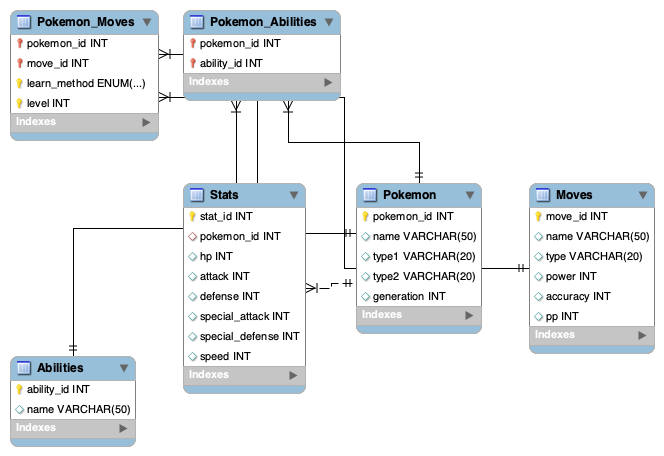 Pokemon_Moves
pokemon_id INT
move_id INT
learn_method ENUM(...)
level INT
Indexes
Pokemon_Abilities
pokemon_id INT
ability_id INT
Indexes
Stats
stat_id INT
pokemon_id INT
hp INT
attack INT
defense INT
special_attack INT
special_defense INT
speed INT
Indexes
Pokemon
pokemon_id INT
name VARCHAR(50)
type1 VARCHAR(20)
type2 VARCHAR(20)
generation INT
Indexes
Moves
move_id INT
name VARCHAR(50)
type VARCHAR(20)
power INT
accuracy INT
pp INT
Indexes
Abilities
ability_id INT
name VARCHAR(50)
Indexes